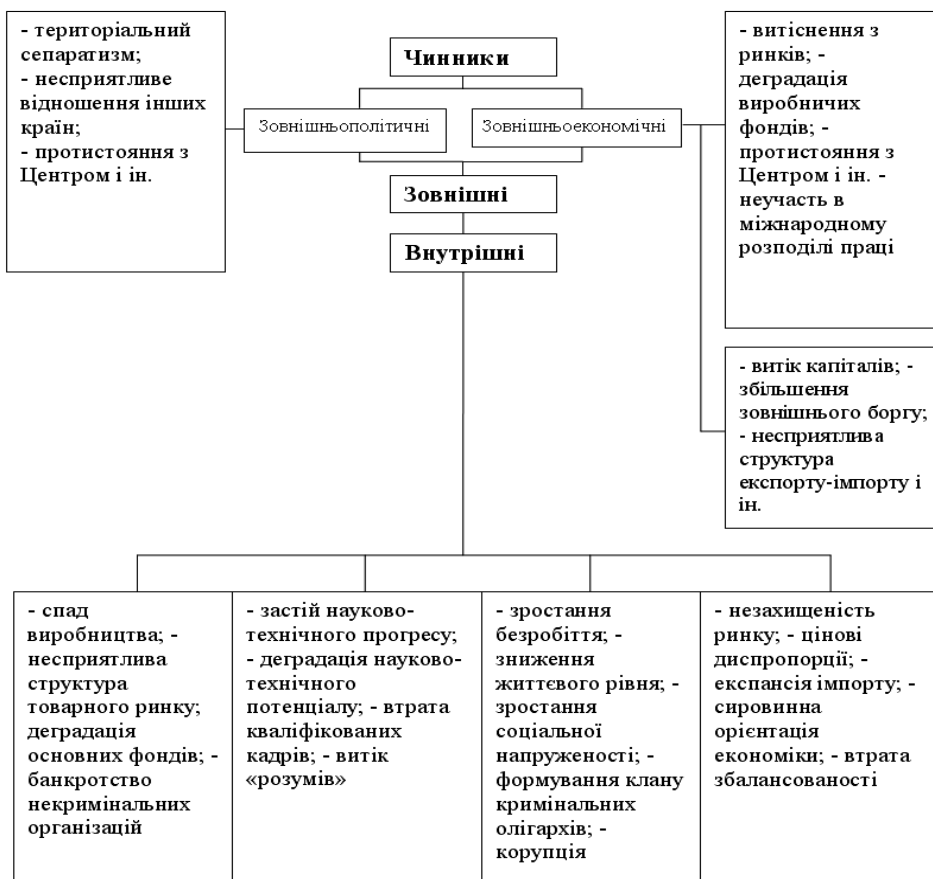 - територіальний
сепаратизм;
- несприятливе
відношення інших
країн;
- протистояння з
Центром і ін.
Чинники
Зовнішньополітичні
Зовнішньоекономічні
Зовнішні
Внутрішні
- витіснення з
ринків; -
деградація
виробничих
фондів; -
протистояння з
Центром і ін. -
неучасть в
міжнародному
розподілі праці
- витік капіталів; -
збільшення
зовнішнього боргу;
- несприятлива
структура
експорту-імпорту і
ін.
- спад
виробництва; -
несприятлива
структура
товарного ринку;
деградація
основних фондів; -
банкротство
некримінальних
організацій
- застій науково-
технічного прогресу;
- деградація науково-
технічного
потенціалу; - втрата
кваліфікованих
кадрів; - витік
«розумів»
- зростання
безробіття; -
зниження
життєвого рівня; -
зростання
соціальної
напруженості; -
формування клану
кримінальних
олігархів; -
корупція
- незахищеність
ринку; - цінові
диспропорції; -
експансія імпорту; -
сировинна
орієнтація
економіки; - втрата
збалансованості